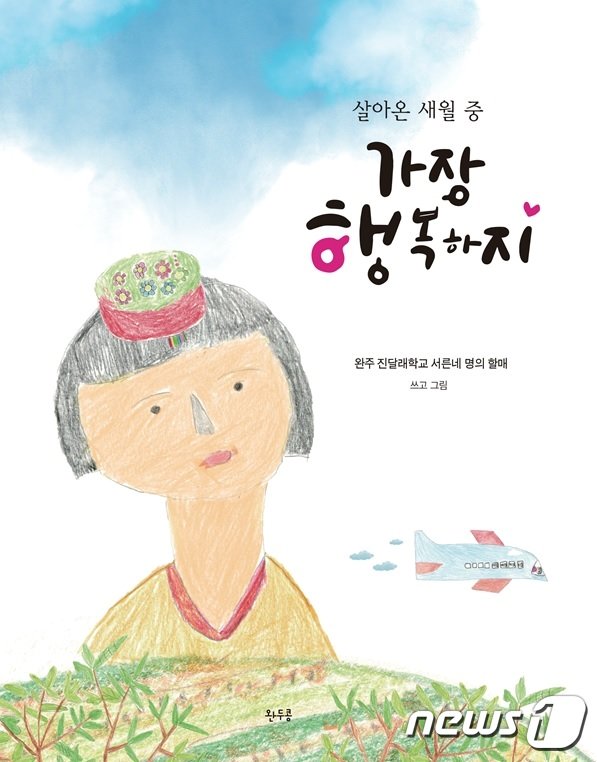 살아온 새월 중
가장
행복하지
완주 진달래학교 서른네 명의 할매
쓰고 그림
완두콩
news1